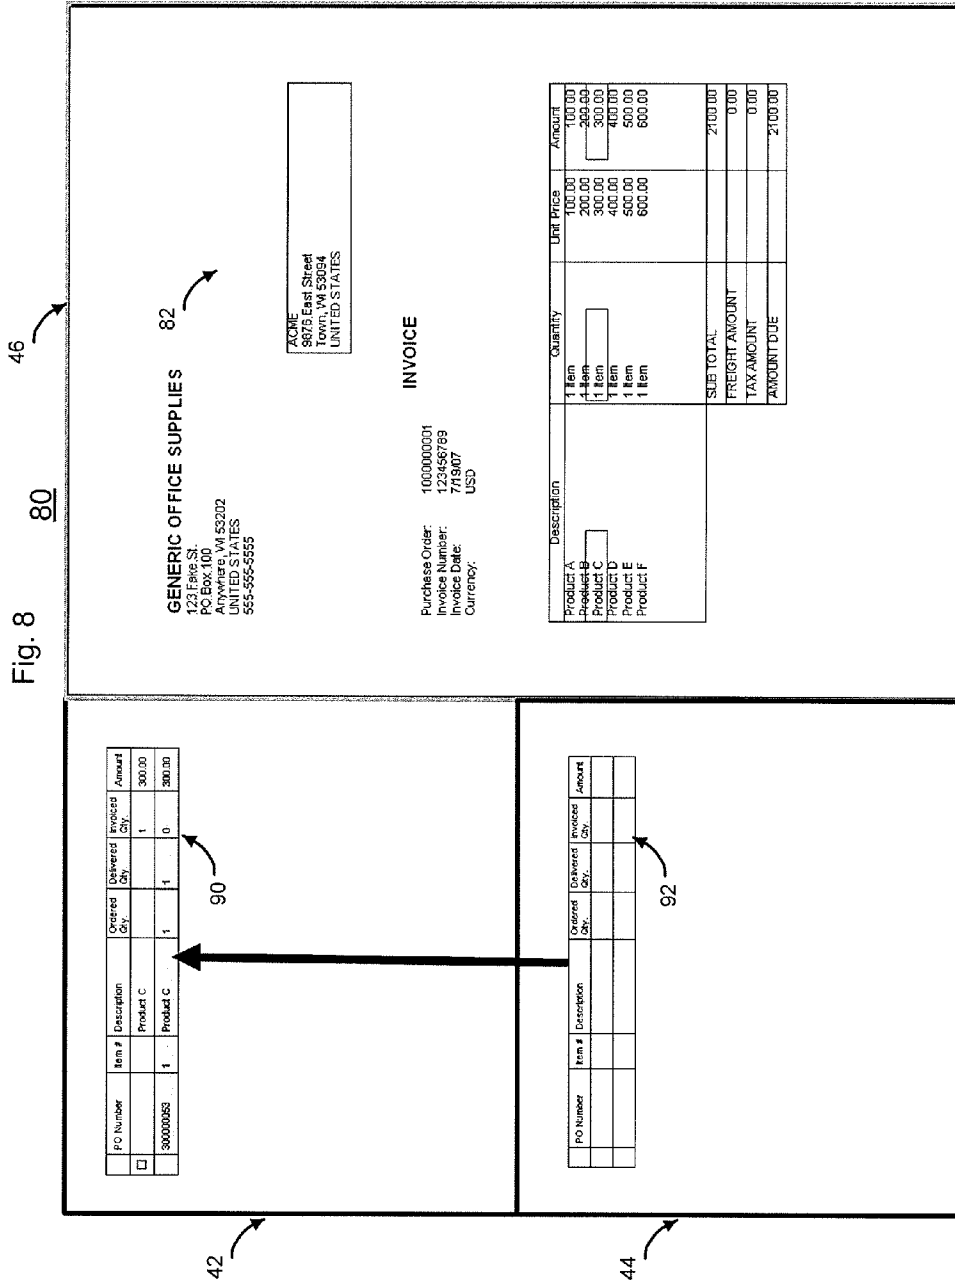 Fig. 8
80
46
42
PO Number Item # Description Ordered Qty. Delivered Qty. Invoiced Qty. Amount
Product C 1 300.00
300000053 1 Product C 1 1 0 300.00
90
44
PO Number Item # Description Ordered Qty. Delivered Qty. Invoiced Qty. Amount
92
GENERIC OFFICE SUPPLIES
123 Fake St.
PO Box 100
Anywhere, WI 53202
UNITED STATES
555-555-5555
82
ACME
9876 East Street
Town, WI 53094
UNITED STATES
INVOICE
Purchase Order: 1000000001
Invoice Number: 123456789
Invoice Date: 7/19/07
Currency: USD
Description Quantity Unit Price Amount
Product A 1 Item 100.00 100.00
Product B 1 Item 200.00 200.00
Product C 1 Item 300.00 300.00
Product D 1 Item 400.00 400.00
Product E 1 Item 500.00 500.00
Product F 1 Item 600.00 600.00
SUB TOTAL 2100.00
FREIGHT AMOUNT 0.00
TAX AMOUNT 0.00
AMOUNT DUE 2100.00